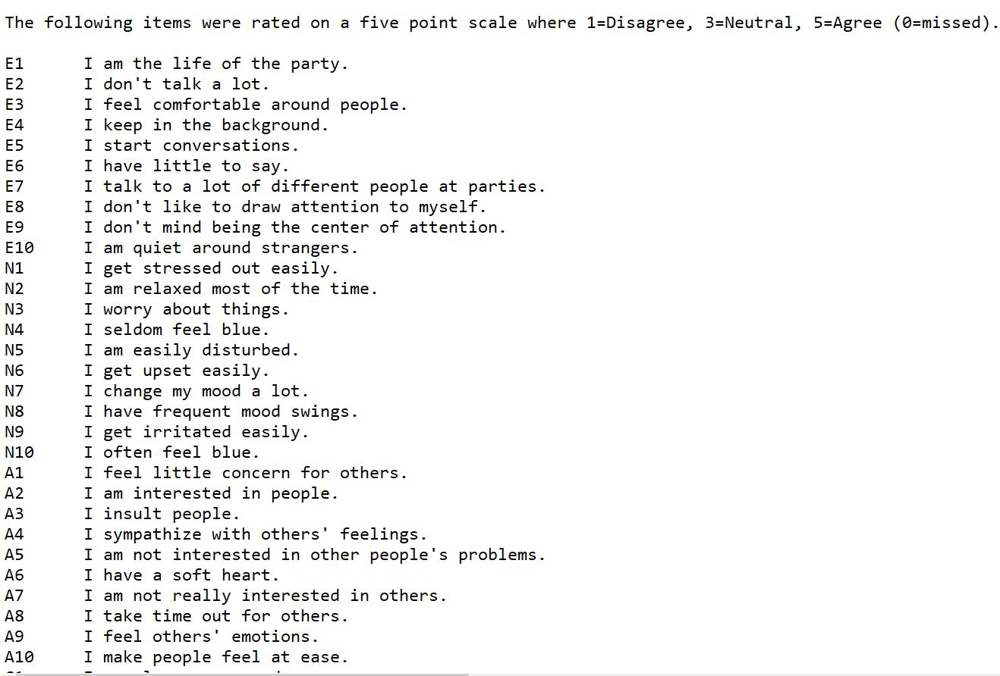 The following items were rated on a five point scale where 1=Disagree, 3=Neutral, 5=Agree (0=missed).
E1 I am the life of the party.
E2 I don't talk a lot.
E3 I feel comfortable around people.
E4 I keep in the background.
E5 I start conversations.
E6 I have little to say.
E7 I talk to a lot of different people at parties.
E8 I don't like to draw attention to myself.
E9 I don't mind being the center of attention.
E10 I am quiet around strangers.
N1 I get stressed out easily.
N2 I am relaxed most of the time.
N3 I worry about things.
N4 I seldom feel blue.
N5 I am easily disturbed.
N6 I get upset easily.
N7 I change my mood a lot.
N8 I have frequent mood swings.
N9 I get irritated easily.
N10 I often feel blue.
A1 I feel little concern for others.
A2 I am interested in people.
A3 I insult people.
A4 I sympathize with others' feelings.
A5 I am not interested in other people's problems.
A6 I have a soft heart.
A7 I am not really interested in others.
A8 I take time out for others.
A9 I feel others' emotions.
A10 I make people feel at ease.